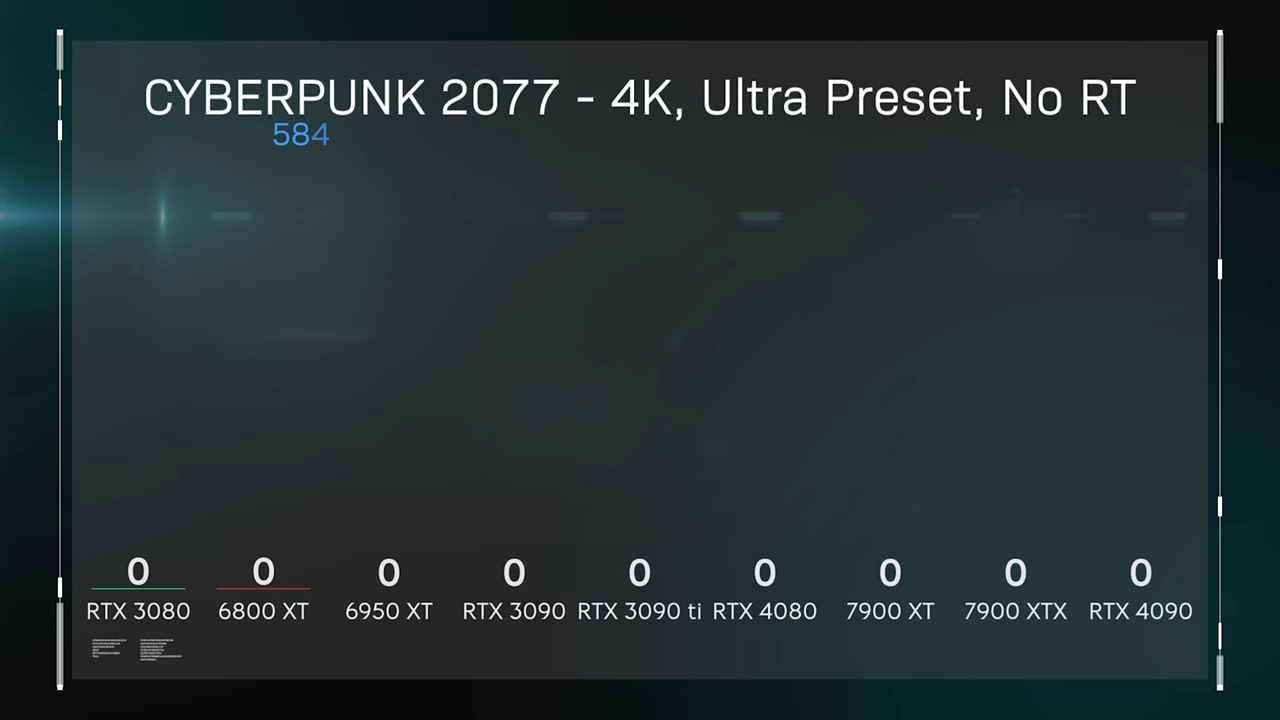 CYBERPUNK 2077 - 4K, Ultra Preset, No RT
584
0 0 0 0 0 0 0 0 0
RTX 3080 6800 XT 6950 XT RTX 3090 RTX 3090 ti RTX 4080 7900 XT 7900 XTX RTX 4090